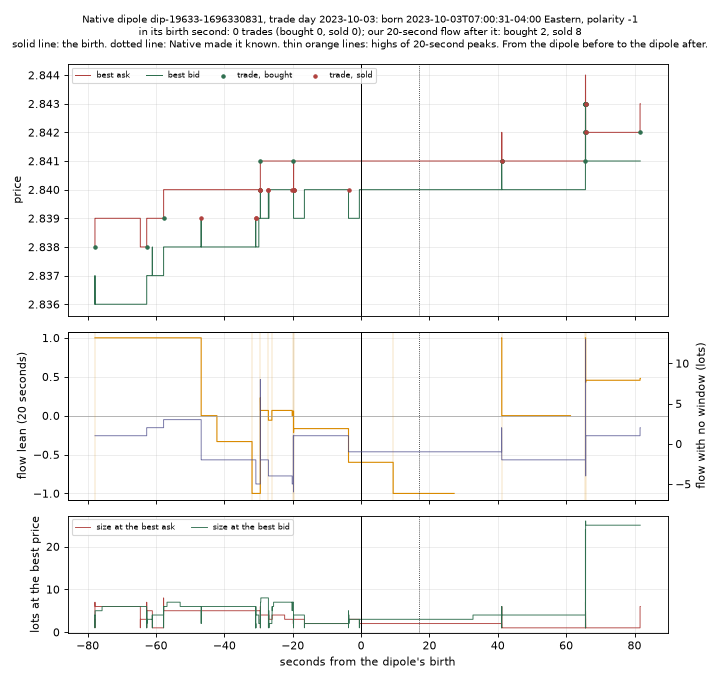 Native dipole dip-19633-1696330831, trade day 2023-10-03: born 2023-10-03T07:00:31-04:00 Eastern, polarity -1
in its birth second: 0 trades (bought 0, sold 0); our 20-second flow after it: bought 2, sold 8
solid line: the birth. dotted line: Native made it known. thin orange lines: highs of 20-second peaks. From the dipole before to the dipole after.
best ask
best bid
trade, bought
trade, sold
2.844
2.843
2.842
2.841
2.840
2.839
2.838
2.837
2.836
price
1.0
0.5
0.0
−0.5
−1.0
flow lean (20 seconds)
10
5
0
−5
flow with no window (lots)
size at the best ask
size at the best bid
20
10
0
lots at the best price
−80
−60
−40
−20
0
20
40
60
80
seconds from the dipole's birth